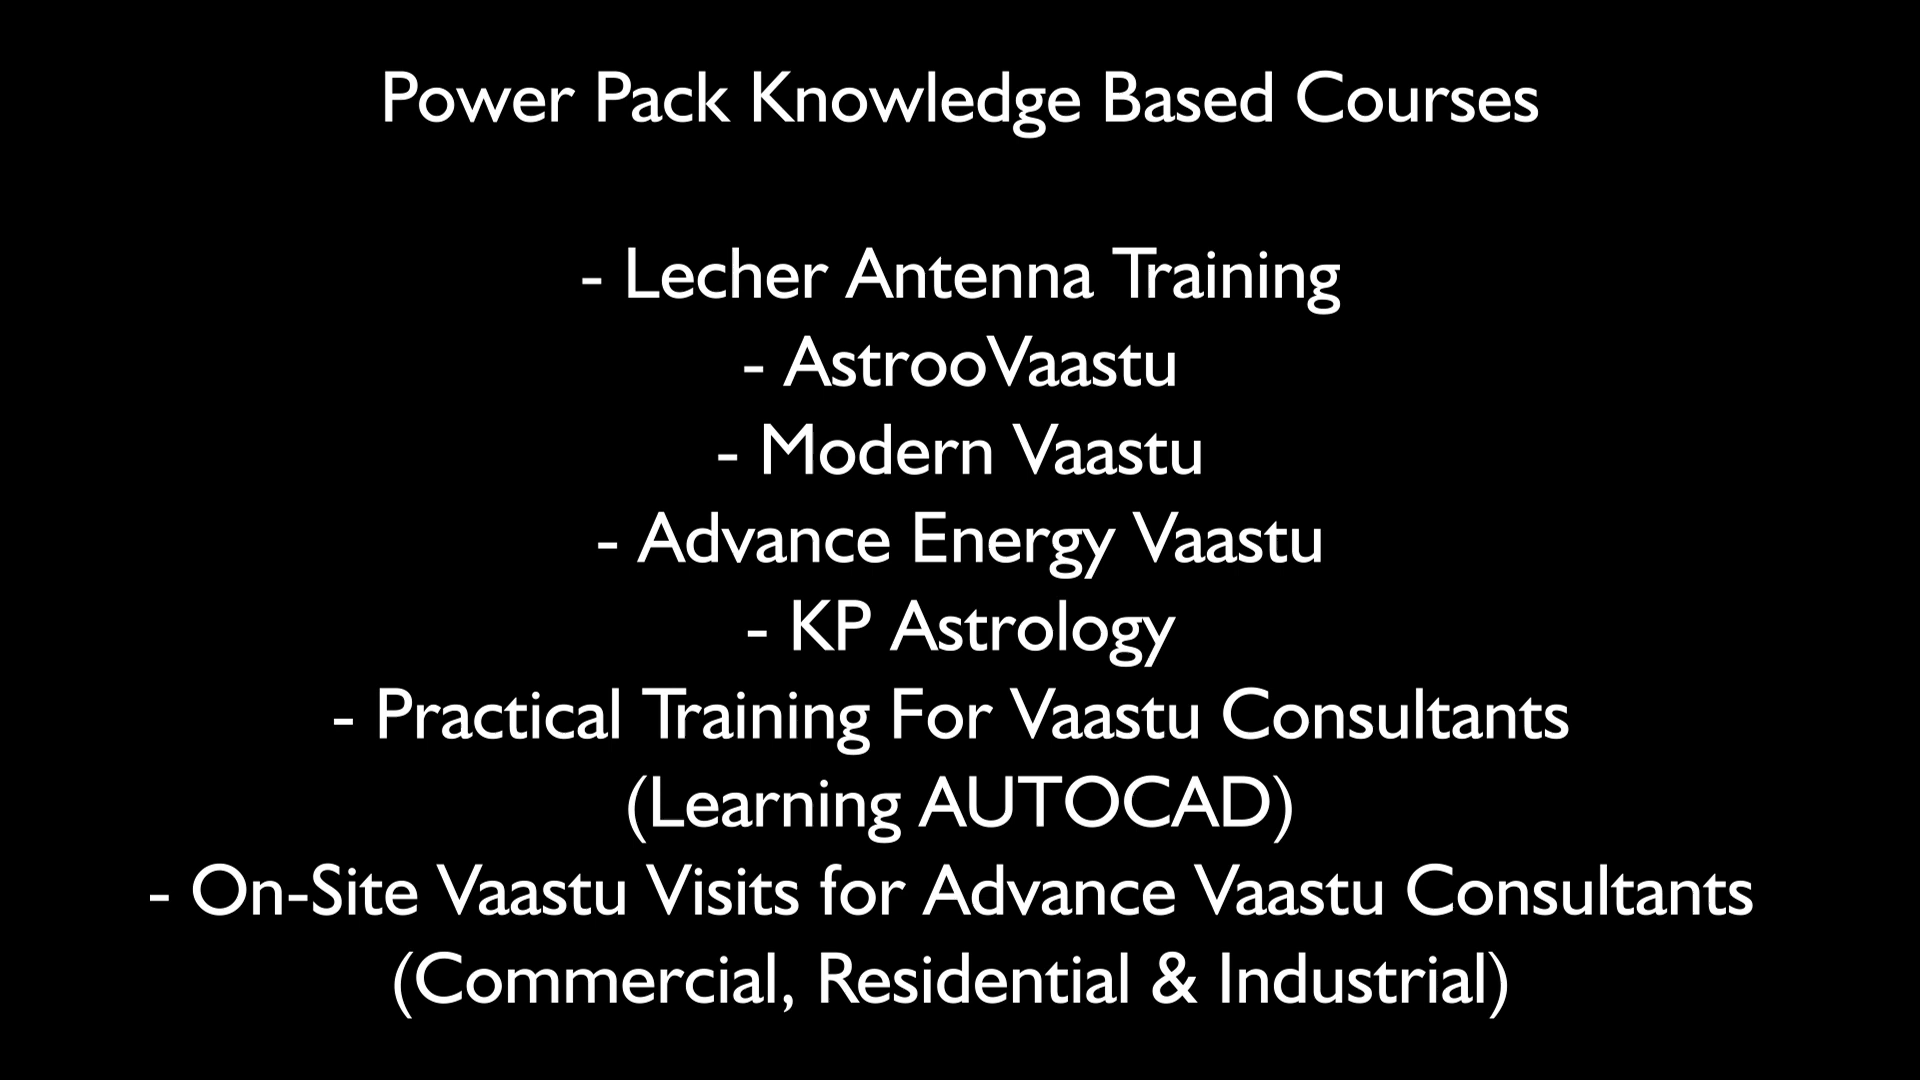 Power Pack Knowledge Based Courses
- Lecher Antenna Training
- AstrooVaastu
- Modern Vaastu
- Advance Energy Vaastu
- KP Astrology
- Practical Training For Vaastu Consultants
(Learning AUTOCAD)
- On-Site Vaastu Visits for Advance Vaastu Consultants
(Commercial, Residential & Industrial)